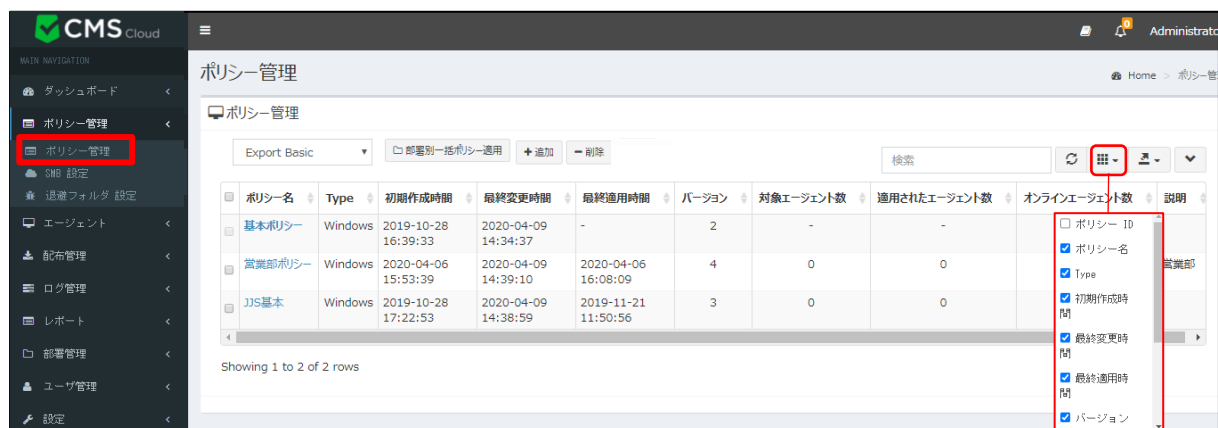 CMS Cloud
0
Administrato
MAIN NAVIGATION
ダッシュボード
ポリシー管理
ポリシー管理
SMB 設定
退避フォルダ 設定
エージェント
配布管理
ログ管理
レポート
部署管理
ユーザ管理
設定
ポリシー管理
Home > ポリシー管
ポリシー管理
Export Basic
部署別一括ポリシー適用
追加
削除
検索
ポリシー名 Type 初期作成時間 最終変更時間 最終適用時間 バージョン 対象エージェント数 適用されたエージェント数 オンラインエージェント数 説明
基本ポリシー Windows 2019-10-28 16:39:33 2020-04-09 14:34:37 - 2 - -
営業部ポリシー Windows 2020-04-06 15:53:39 2020-04-09 14:39:10 2020-04-06 16:08:09 4 0 0 営業部
JJS基本 Windows 2019-10-28 17:22:53 2020-04-09 14:38:59 2019-11-21 11:50:56 3 0 0
Showing 1 to 2 of 2 rows
ポリシー ID
ポリシー名
Type
初期作成時
間
最終変更時
間
最終適用時
間
バージョン